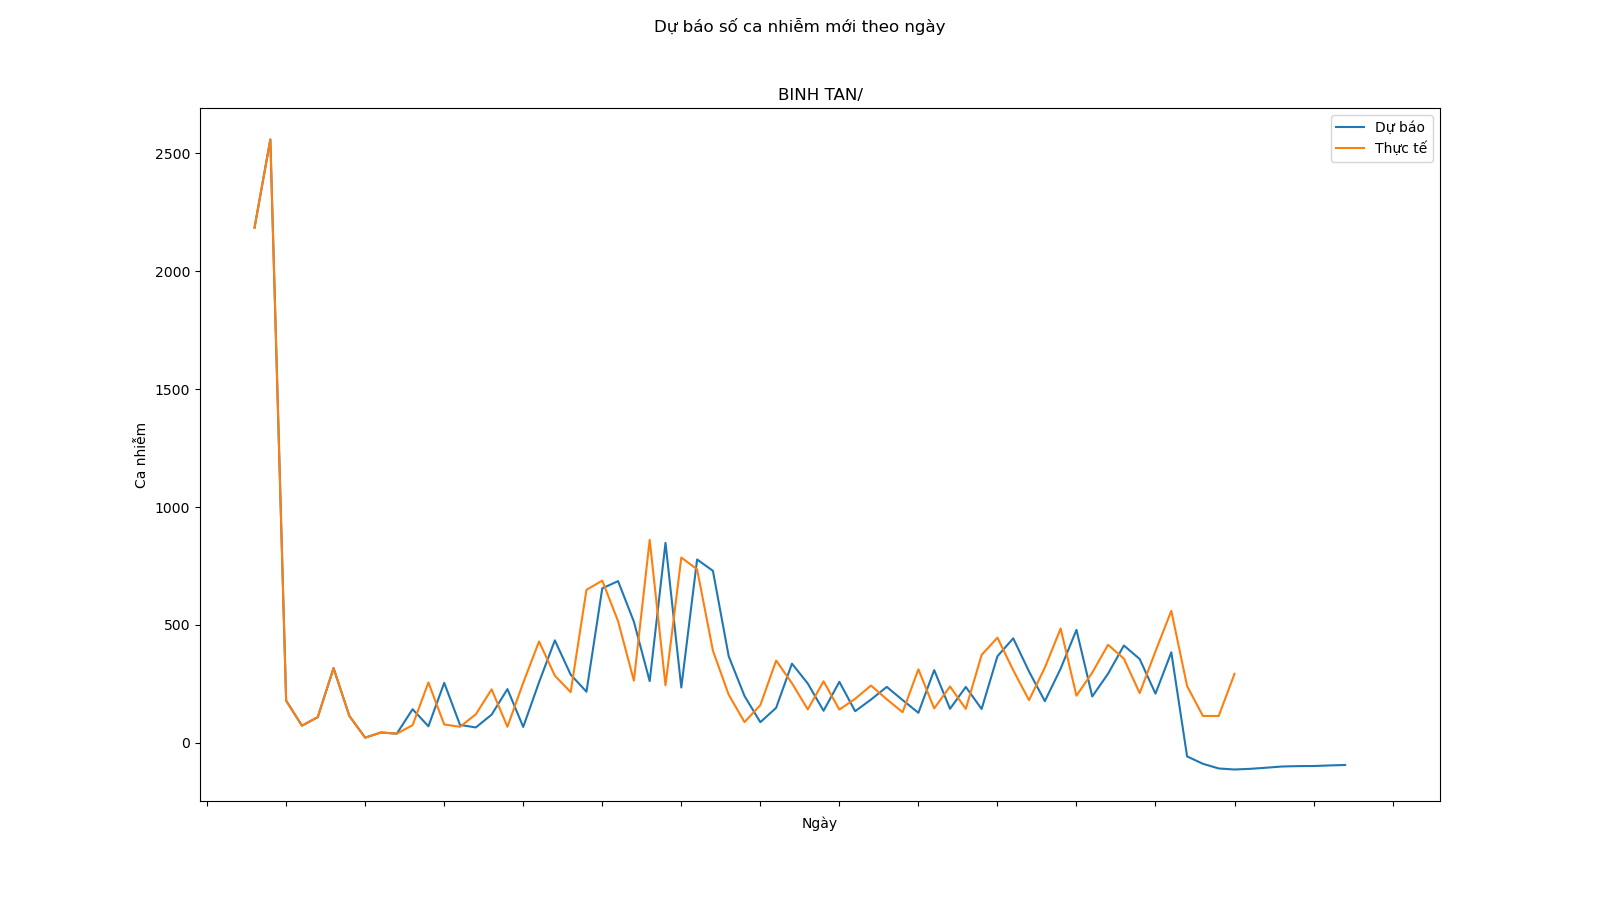 Dự báo số ca nhiễm mới theo ngày
BINH TAN/
Dự báo
Thực tế
2500
2000
1500
1000
500
0
Ca nhiễm
Ngày